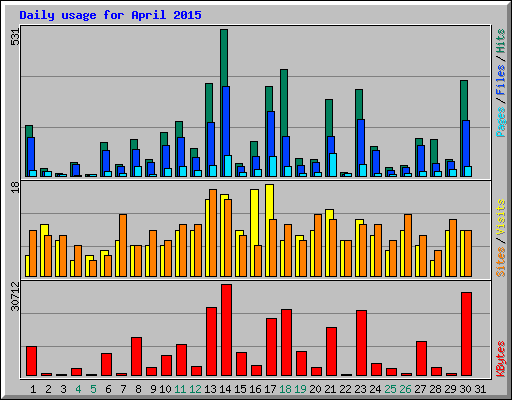 Daily usage for April 2015
531
Pages / Files / Hits
18
Sites / Visits
30712
KBytes
1 2 3 4 5 6 7 8 9 10 11 12 13 14 15 16 17 18 19 20 21 22 23 24 25 26 27 28 29 30 31